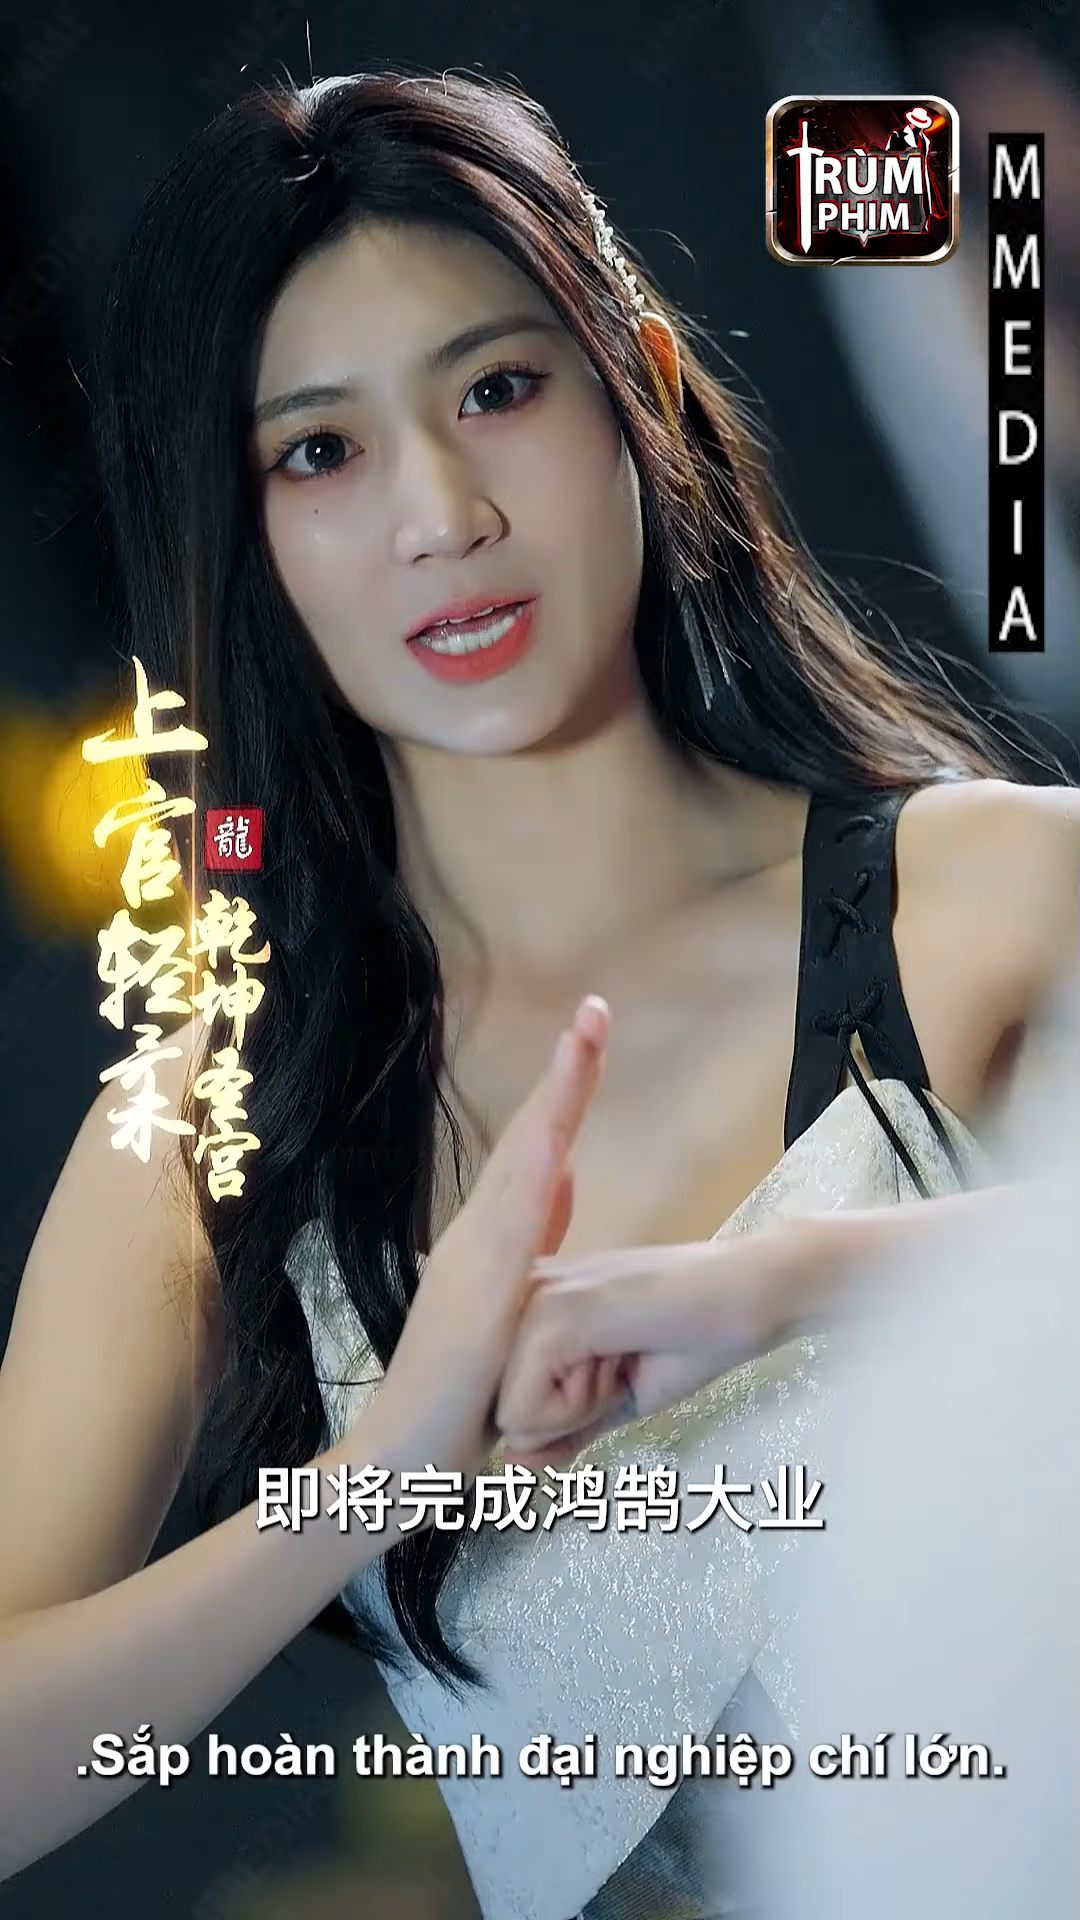 TRÙM
PHIM
MMEDIA
上官轻柔
龍
乾坤圣宫
即将完成鸿鹄大业
.Sắp hoàn thành đại nghiệp chí lớn.